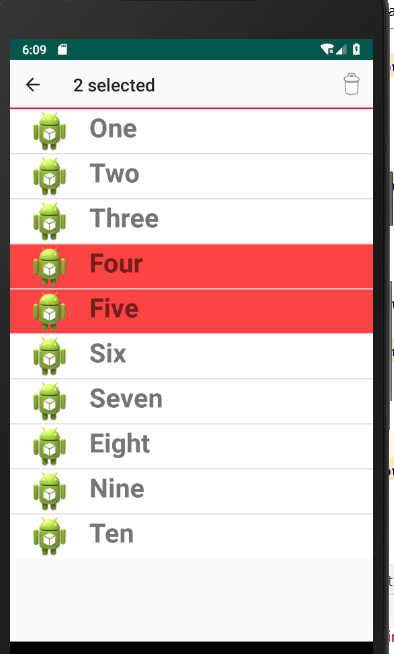 6:09
2 selected
One
Two
Three
Four
Five
Six
Seven
Eight
Nine
Ten